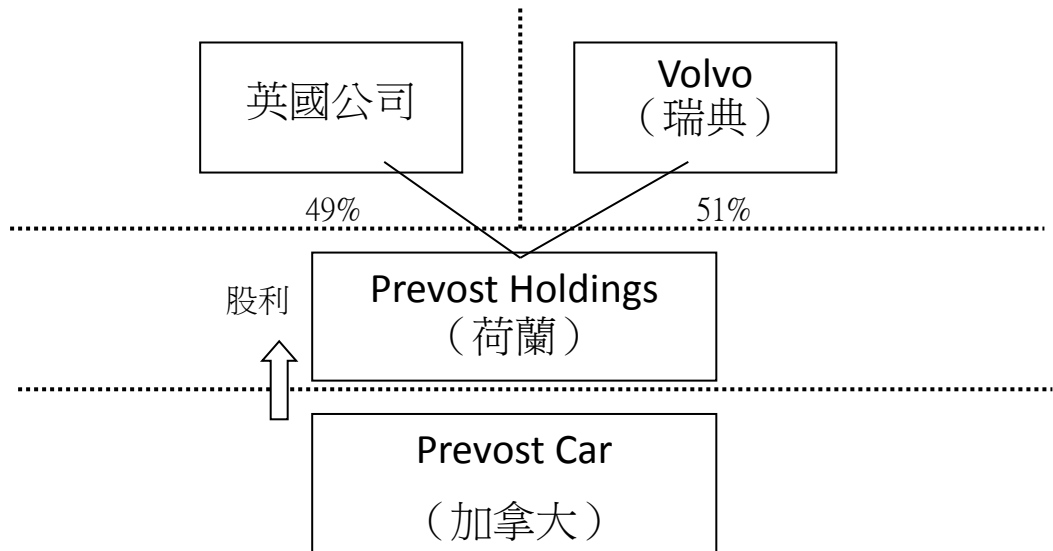 英國公司
Volvo
（瑞典）
49%
51%
Prevost Holdings
（荷蘭）
股利
Prevost Car
（加拿大）